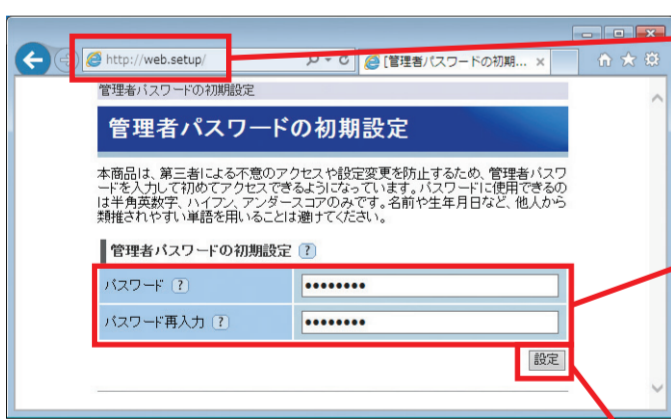 http://web.setup/
[管理者パスワードの初期... ×
管理者パスワードの初期設定
管理者パスワードの初期設定
本商品は、第三者による不意のアクセスや設定変更を防止するため、管理者パスワ
ードを入力して初めてアクセスできるようになっています。パスワードに使用できるの
は半角英数字、ハイフン、アンダースコアのみです。名前や生年月日など、他人から
類推されやすい単語を用いることは避けてください。
管理者パスワードの初期設定 ?
パスワード ? ●●●●●●●●
パスワード再入力 ? ●●●●●●●●
設定